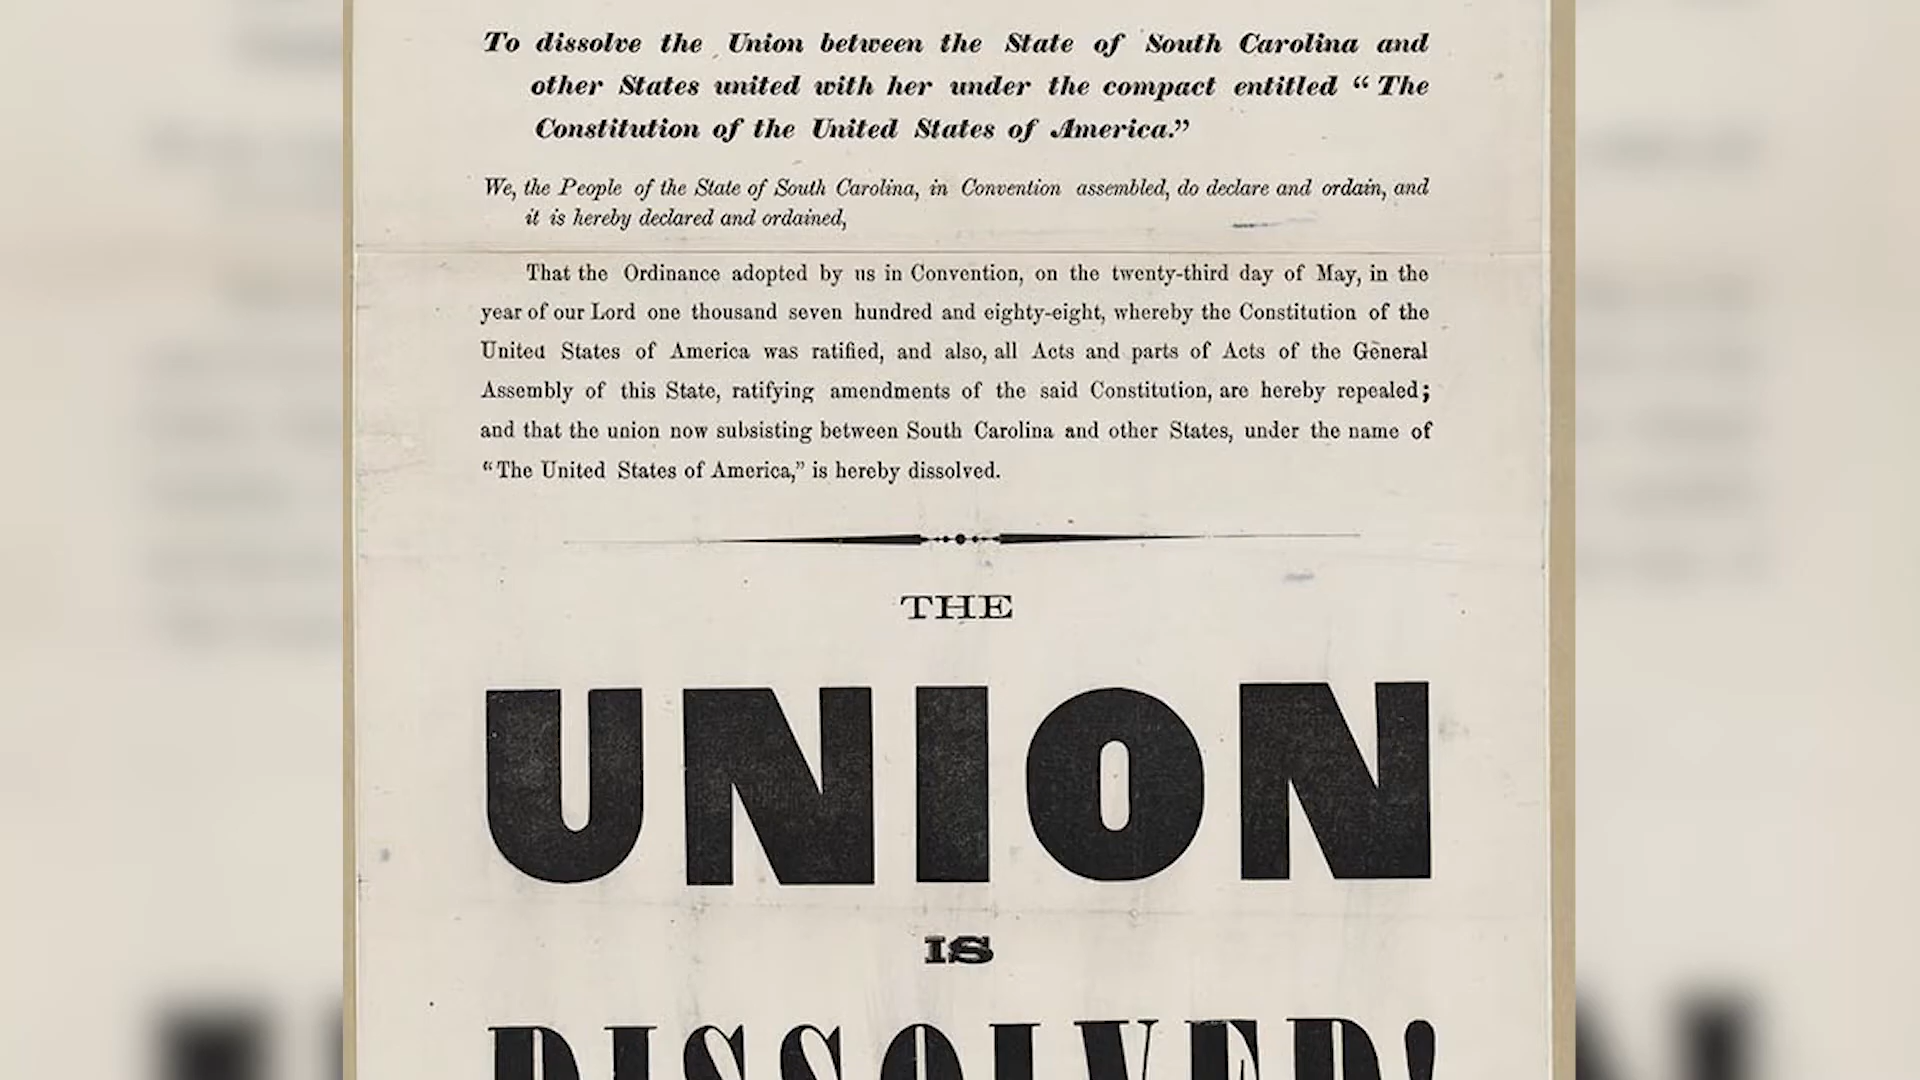 To dissolve the Union between the State of South Carolina and
other States united with her under the compact entitled “The
Constitution of the United States of America.”
We, the People of the State of South Carolina, in Convention assembled, do declare and ordain, and
it is hereby declared and ordained,
That the Ordinance adopted by us in Convention, on the twenty-third day of May, in the
year of our Lord one thousand seven hundred and eighty-eight, whereby the Constitution of the
United States of America was ratified, and also, all Acts and parts of Acts of the General
Assembly of this State, ratifying amendments of the said Constitution, are hereby repealed;
and that the union now subsisting between South Carolina and other States, under the name of
“The United States of America,” is hereby dissolved.
THE
UNION
IS
DISSOLVED!